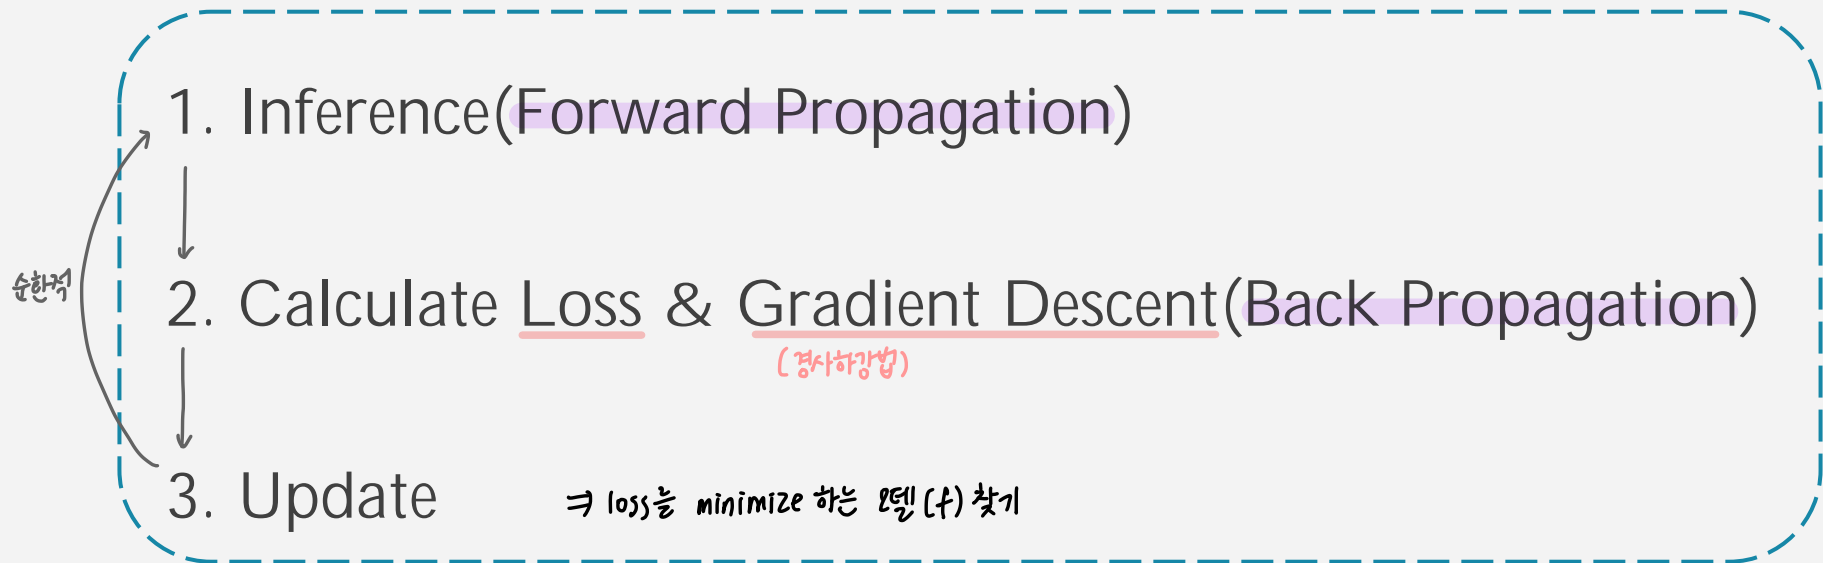 1. Inference(Forward Propagation)
순환적
2. Calculate Loss & Gradient Descent(Back Propagation)
(경사하강법)
3. Update ⇒ loss를 minimize 하는 모델(f) 찾기